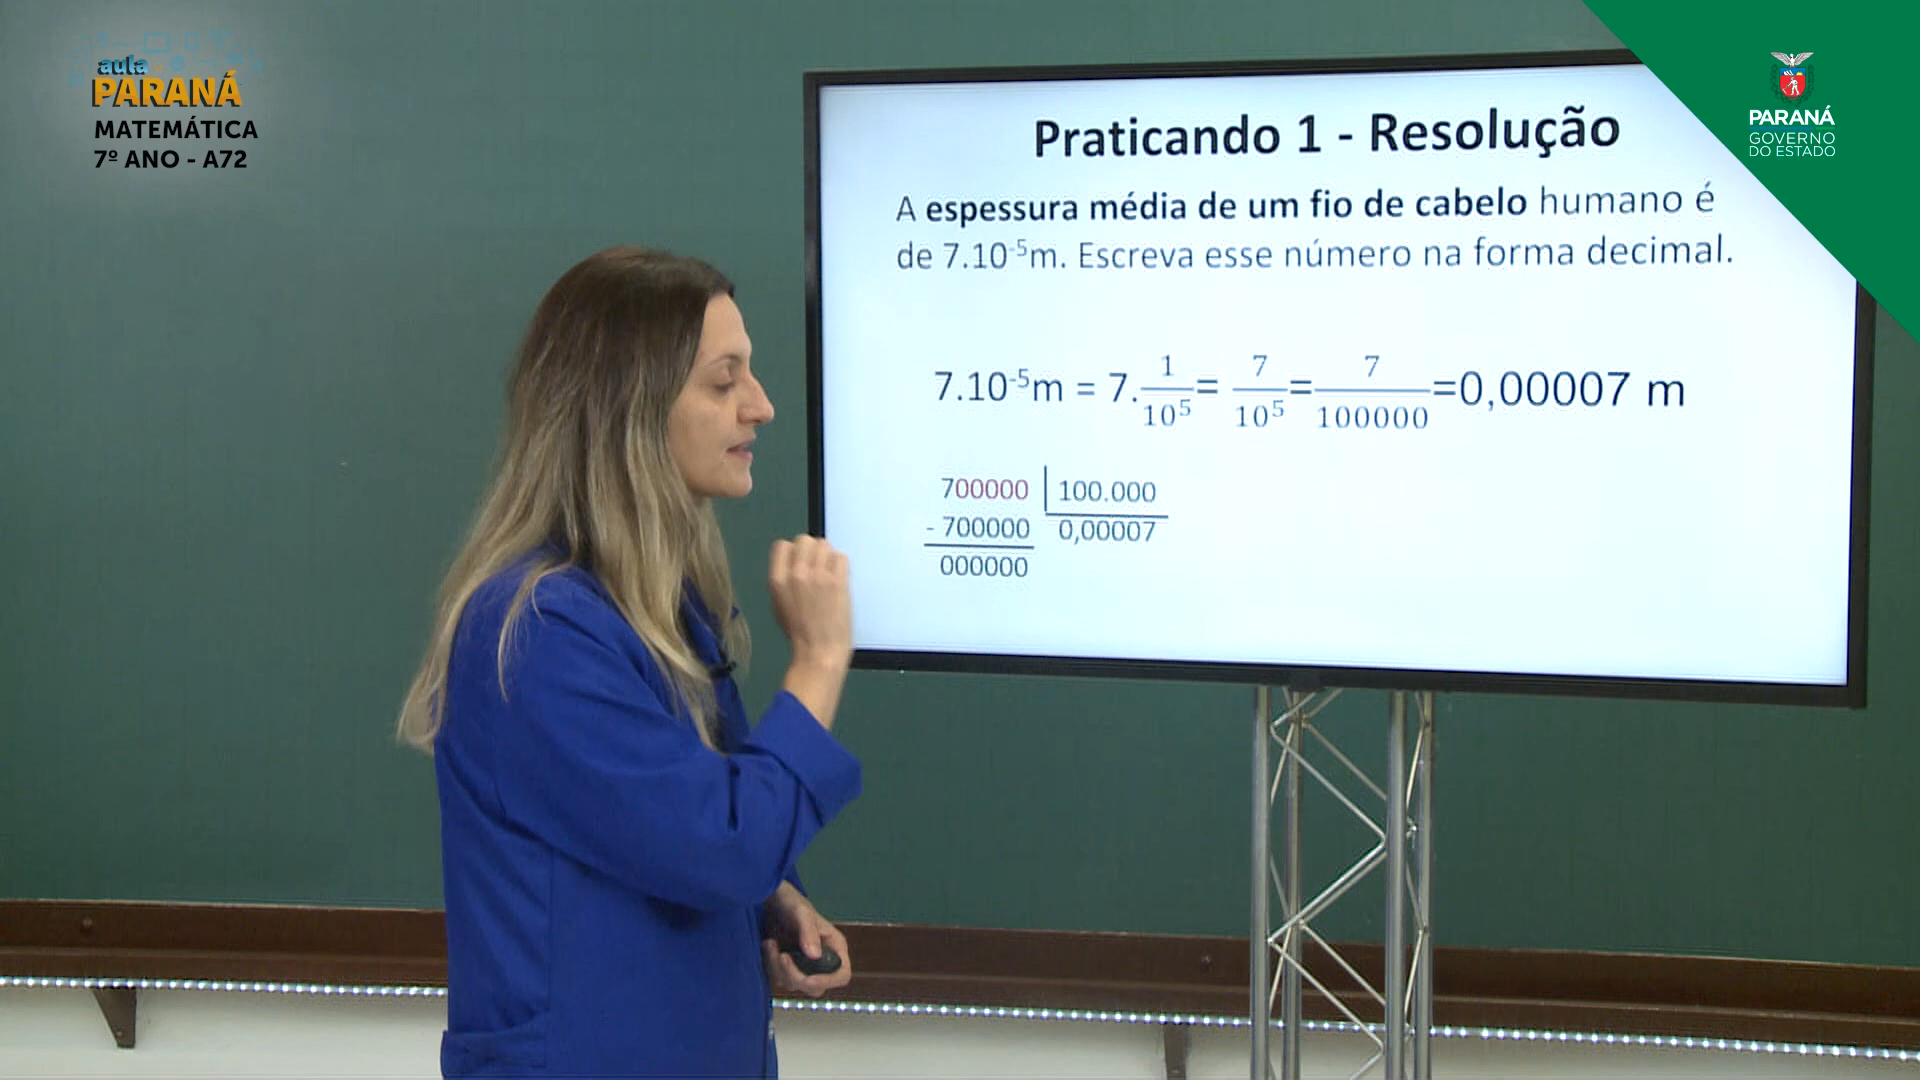 aula
PARANÁ
MATEMÁTICA
7º ANO - A72
PARANÁ
GOVERNO
DO ESTADO
Praticando 1 - Resolução
A espessura média de um fio de cabelo humano é
de 7.10⁻⁵m. Escreva esse número na forma decimal.
7.10⁻⁵m = 7. 1/10⁵ = 7/10⁵ = 7/100000 =0,00007 m
700000 100.000
- 700000 0,00007
000000